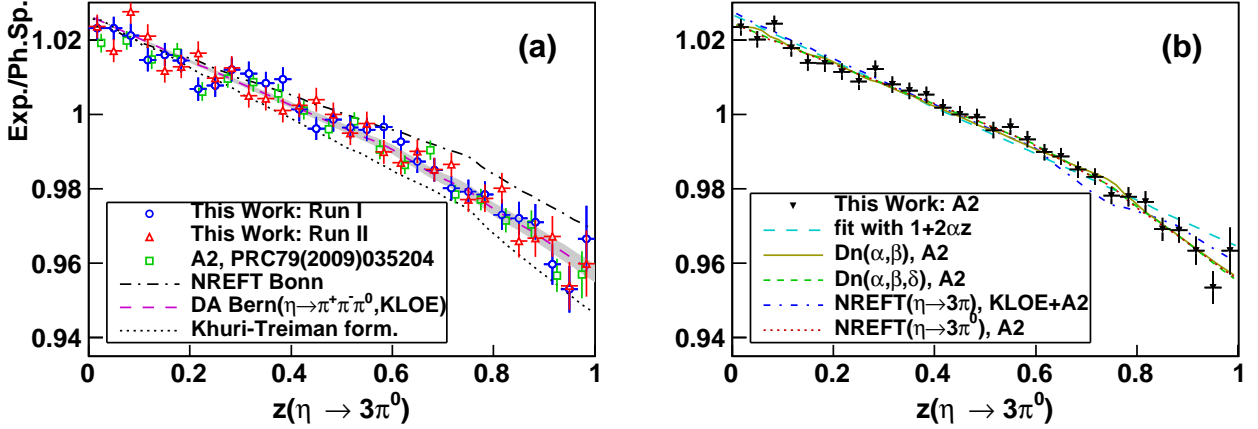 Exp./Ph.Sp.
1.02
1
0.98
0.96
0.94
(a)
This Work: Run I
This Work: Run II
A2, PRC79(2009)035204
NREFT Bonn
DA Bern(η→π⁺π⁻π⁰,KLOE)
Khuri-Treiman form.
0 0.2 0.4 0.6 0.8 1
z(η → 3π⁰)
1.02
1
0.98
0.96
0.94
(b)
This Work: A2
fit with 1+2αz
Dn(α,β), A2
Dn(α,β,δ), A2
NREFT(η→3π), KLOE+A2
NREFT(η→3π⁰), A2
0 0.2 0.4 0.6 0.8 1
z(η → 3π⁰)